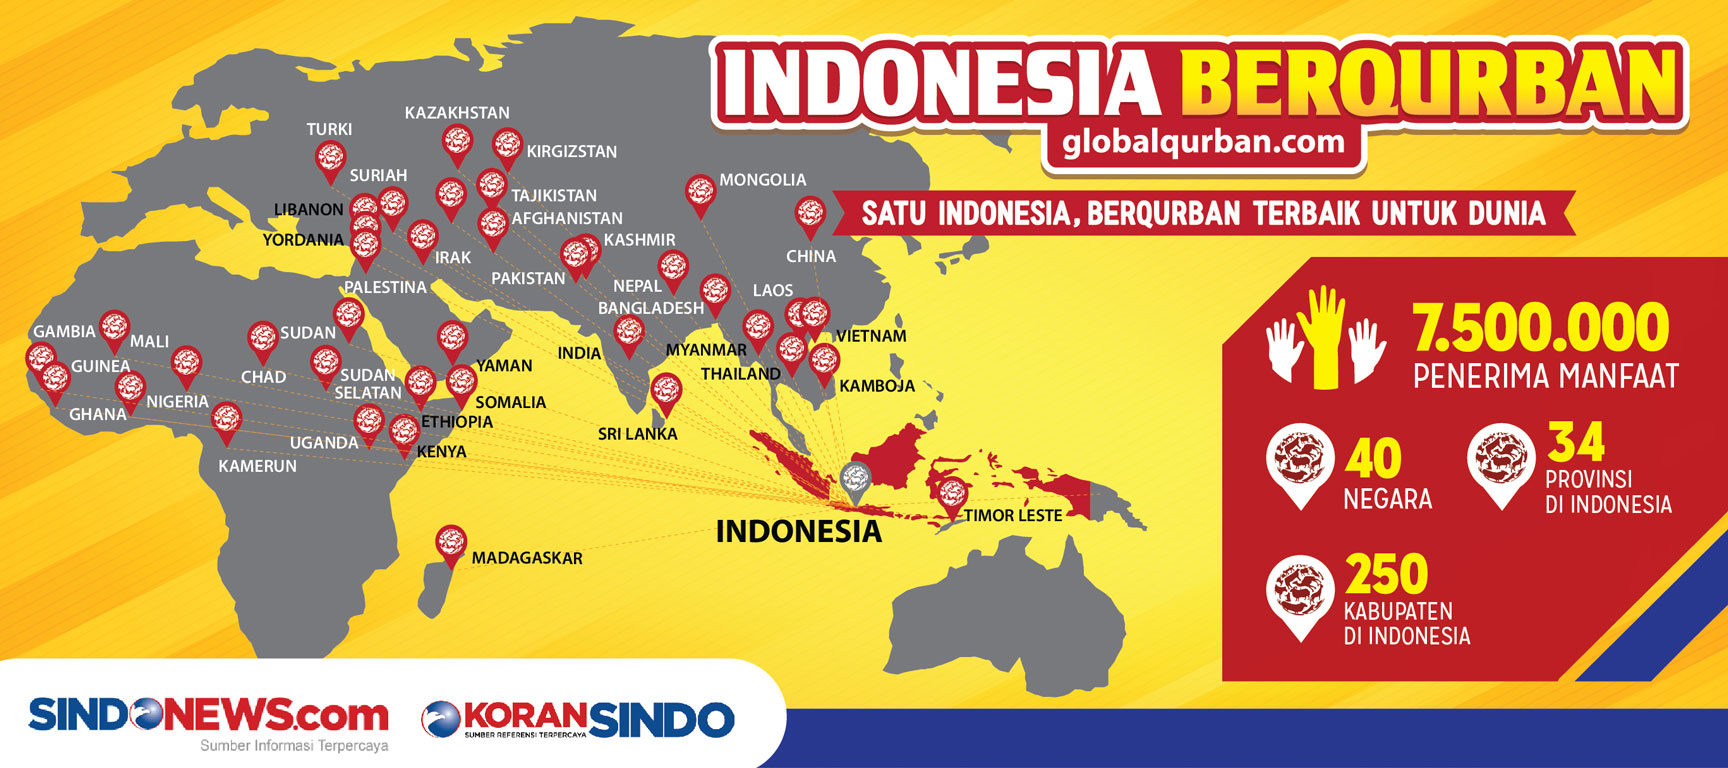 INDONESIA BERQURBAN
globalqurban.com
SATU INDONESIA, BERQURBAN TERBAIK UNTUK DUNIA
KAZAKHSTAN
TURKI
KIRGIZSTAN
SURIAH
MONGOLIA
TAJIKISTAN
LIBANON
AFGHANISTAN
YORDANIA
KASHMIR
IRAK
CHINA
PAKISTAN
NEPAL
PALESTINA
LAOS
BANGLADESH
GAMBIA
MALI
SUDAN
VIETNAM
MYANMAR
INDIA
GUINEA
YAMAN
CHAD
SUDAN
SELATAN
THAILAND
KAMBOJA
NIGERIA
SOMALIA
GHANA
ETHIOPIA
SRI LANKA
UGANDA
KENYA
KAMERUN
TIMOR LESTE
INDONESIA
MADAGASKAR
7.500.000
PENERIMA MANFAAT
40
NEGARA
34
PROVINSI
DI INDONESIA
250
KABUPATEN
DI INDONESIA
SINDONEWS.com
Sumber Informasi Terpercaya
KORAN SINDO
SUMBER REFERENSI TERPERCAYA